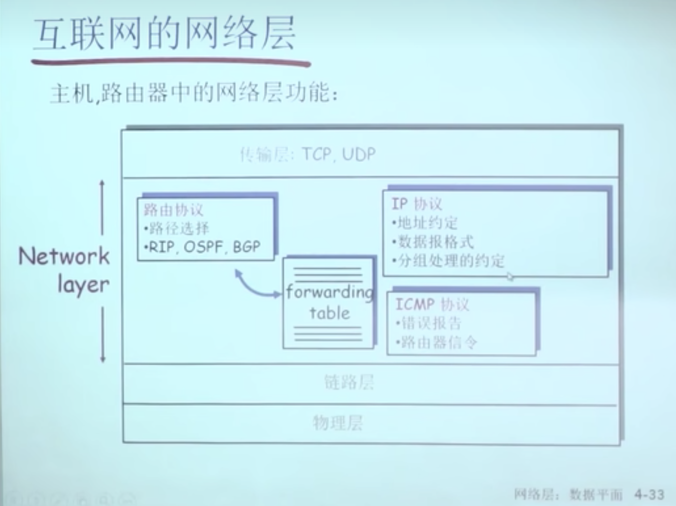 互联网的网络层
主机,路由器中的网络层功能:
传输层: TCP, UDP
Network
layer
路由协议
•路径选择
•RIP, OSPF, BGP
forwarding
table
IP 协议
•地址约定
•数据报格式
•分组处理的约定
ICMP 协议
•错误报告
•路由器信令
链路层
物理层
网络层: 数据平面 4-33